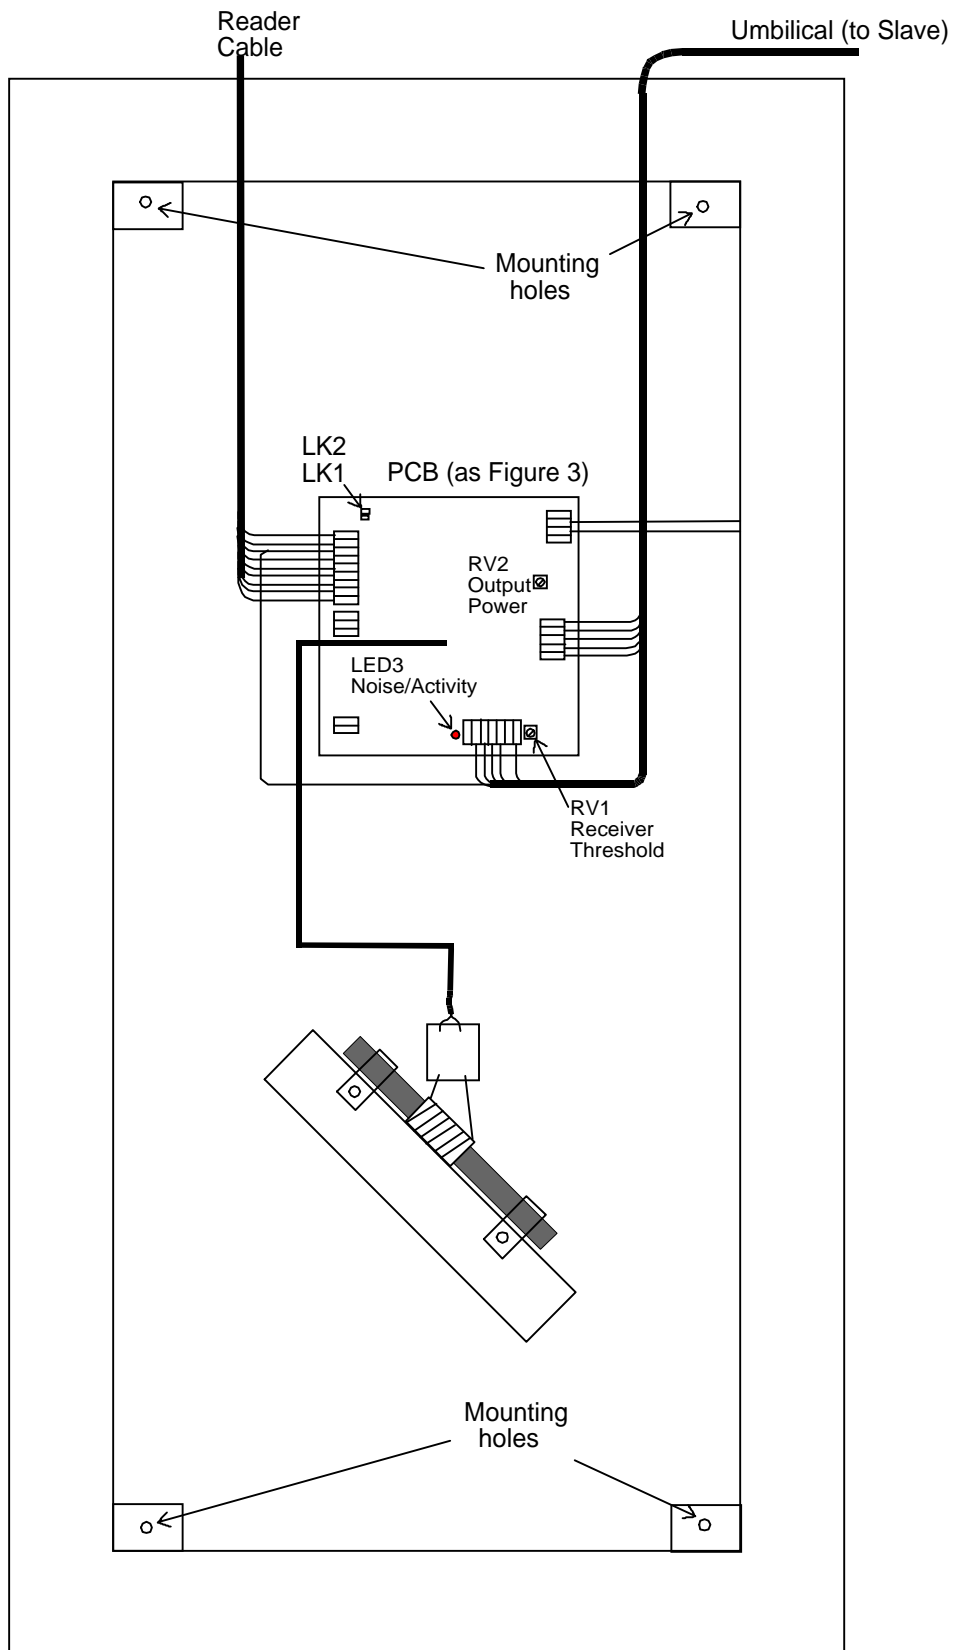 Reader
Cable
Umbilical (to Slave)
Mounting
holes
LK2
LK1
PCB (as Figure 3)
RV2
Output
Power
LED3
Noise/Activity
RV1
Receiver
Threshold
Mounting
holes